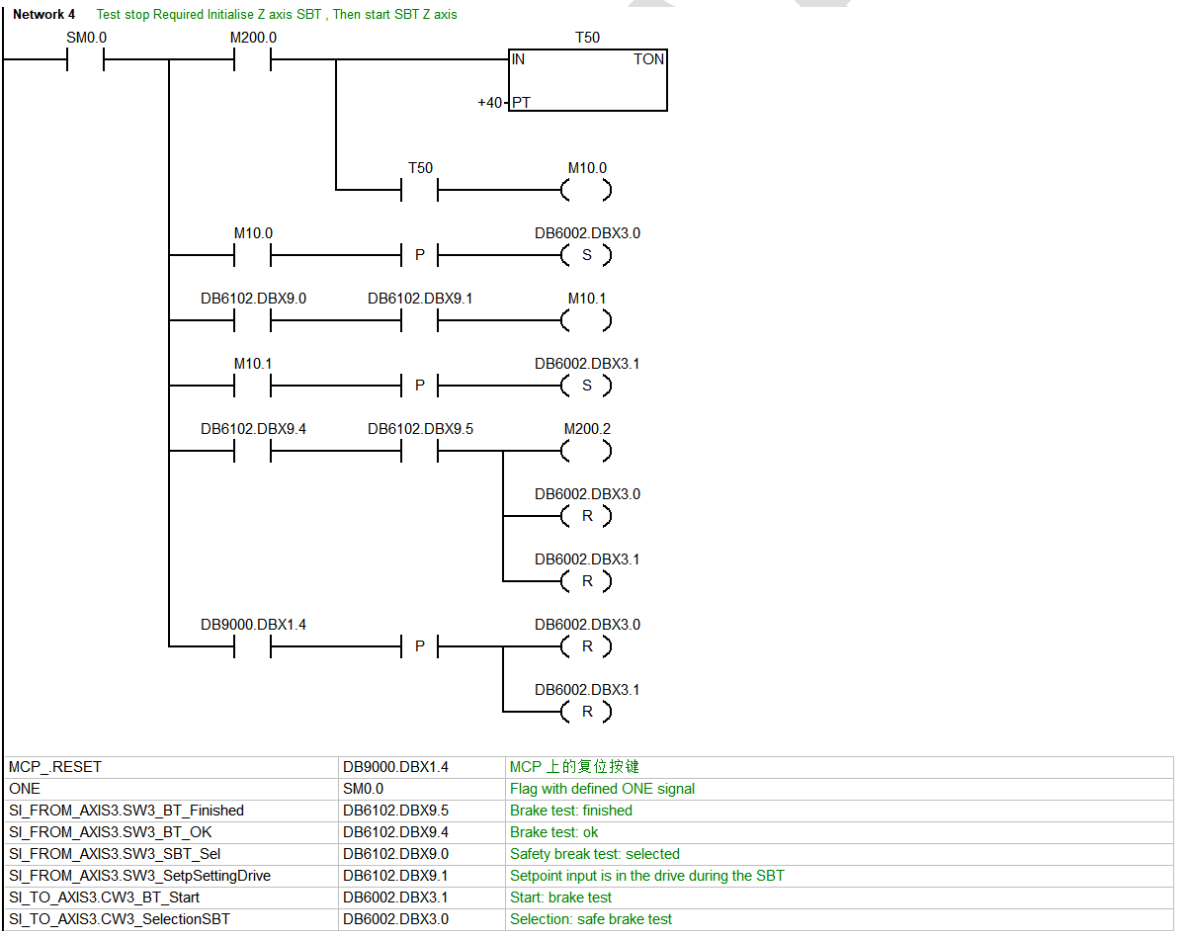 Network 4 Test stop Required Initialise Z axis SBT , Then start SBT Z axis
SM0.0 M200.0 T50
IN TON
+40 PT
T50 M10.0
M10.0 DB6002.DBX3.0
P S
DB6102.DBX9.0 DB6102.DBX9.1 M10.1
M10.1 DB6002.DBX3.1
P S
DB6102.DBX9.4 DB6102.DBX9.5 M200.2
DB6002.DBX3.0
R
DB6002.DBX3.1
R
DB9000.DBX1.4 DB6002.DBX3.0
P R
DB6002.DBX3.1
R
MCP_.RESET DB9000.DBX1.4 MCP 上的复位按键
ONE SM0.0 Flag with defined ONE signal
SI_FROM_AXIS3.SW3_BT_Finished DB6102.DBX9.5 Brake test: finished
SI_FROM_AXIS3.SW3_BT_OK DB6102.DBX9.4 Brake test: ok
SI_FROM_AXIS3.SW3_SBT_Sel DB6102.DBX9.0 Safety break test: selected
SI_FROM_AXIS3.SW3_SetpSettingDrive DB6102.DBX9.1 Setpoint input is in the drive during the SBT
SI_TO_AXIS3.CW3_BT_Start DB6002.DBX3.1 Start: brake test
SI_TO_AXIS3.CW3_SelectionSBT DB6002.DBX3.0 Selection: safe brake test